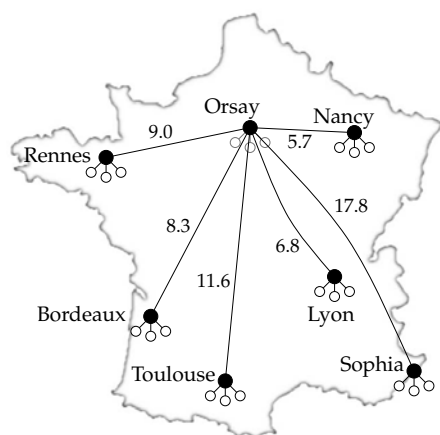 Orsay
Nancy
9.0
5.7
Rennes
17.8
8.3
6.8
11.6
Bordeaux
Lyon
Sophia
Toulouse